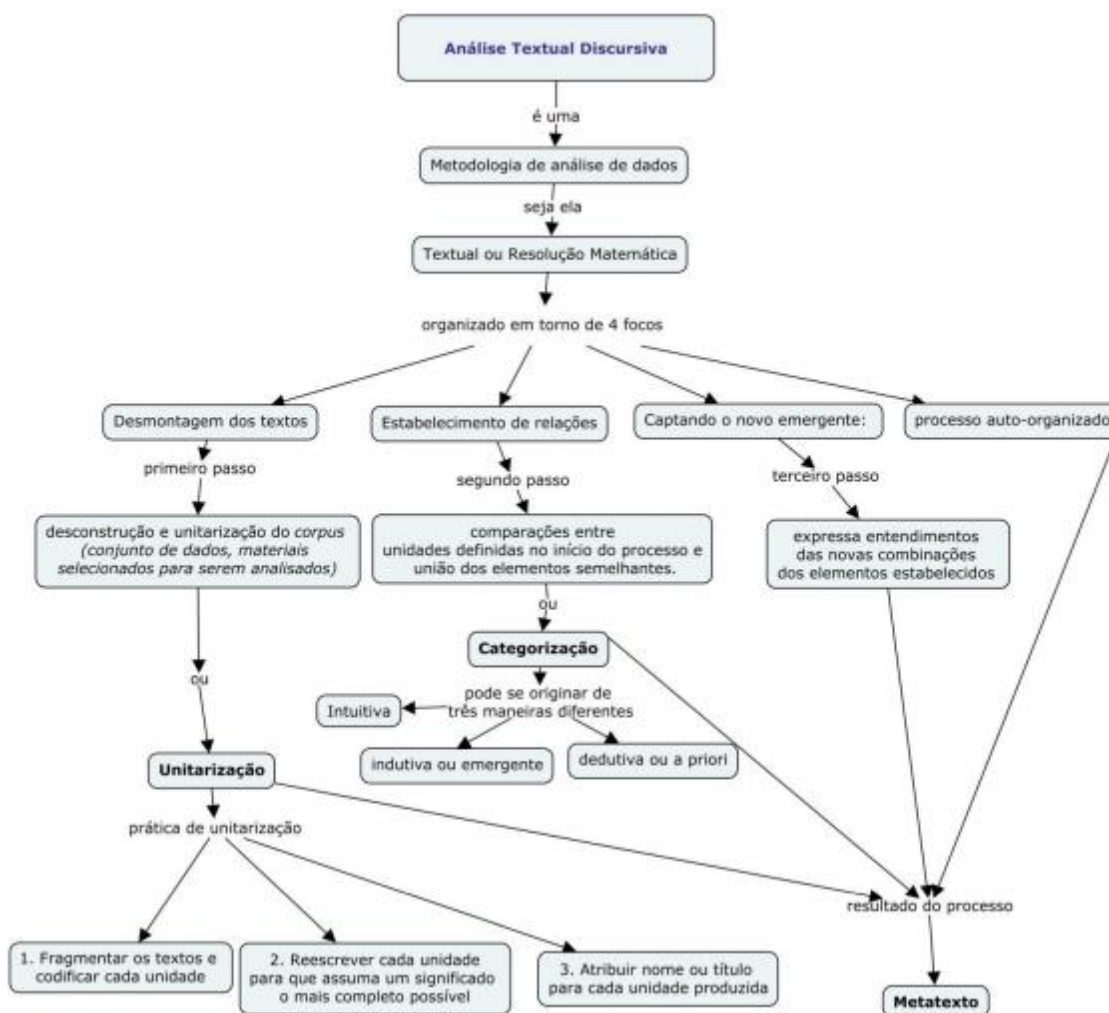 Análise Textual Discursiva
é uma
Metodologia de análise de dados
seja ela
Textual ou Resolução Matemática
organizado em torno de 4 focos
Desmontagem dos textos
Estabelecimento de relações
Captando o novo emergente:
processo auto-organizado
primeiro passo
segundo passo
terceiro passo
desconstrução e unitarização do corpus
(conjunto de dados, materiais
selecionados para serem analisados)
comparações entre
unidades definidas no início do processo e
união dos elementos semelhantes.
expressa entendimentos
das novas combinações
dos elementos estabelecidos
ou
Categorização
ou
pode se originar de
três maneiras diferentes
Intuitiva
indutiva ou emergente
dedutiva ou a priori
Unitarização
prática de unitarização
resultado do processo
1. Fragmentar os textos e
codificar cada unidade
2. Reescrever cada unidade
para que assuma um significado
o mais completo possível
3. Atribuir nome ou título
para cada unidade produzida
Metatexto